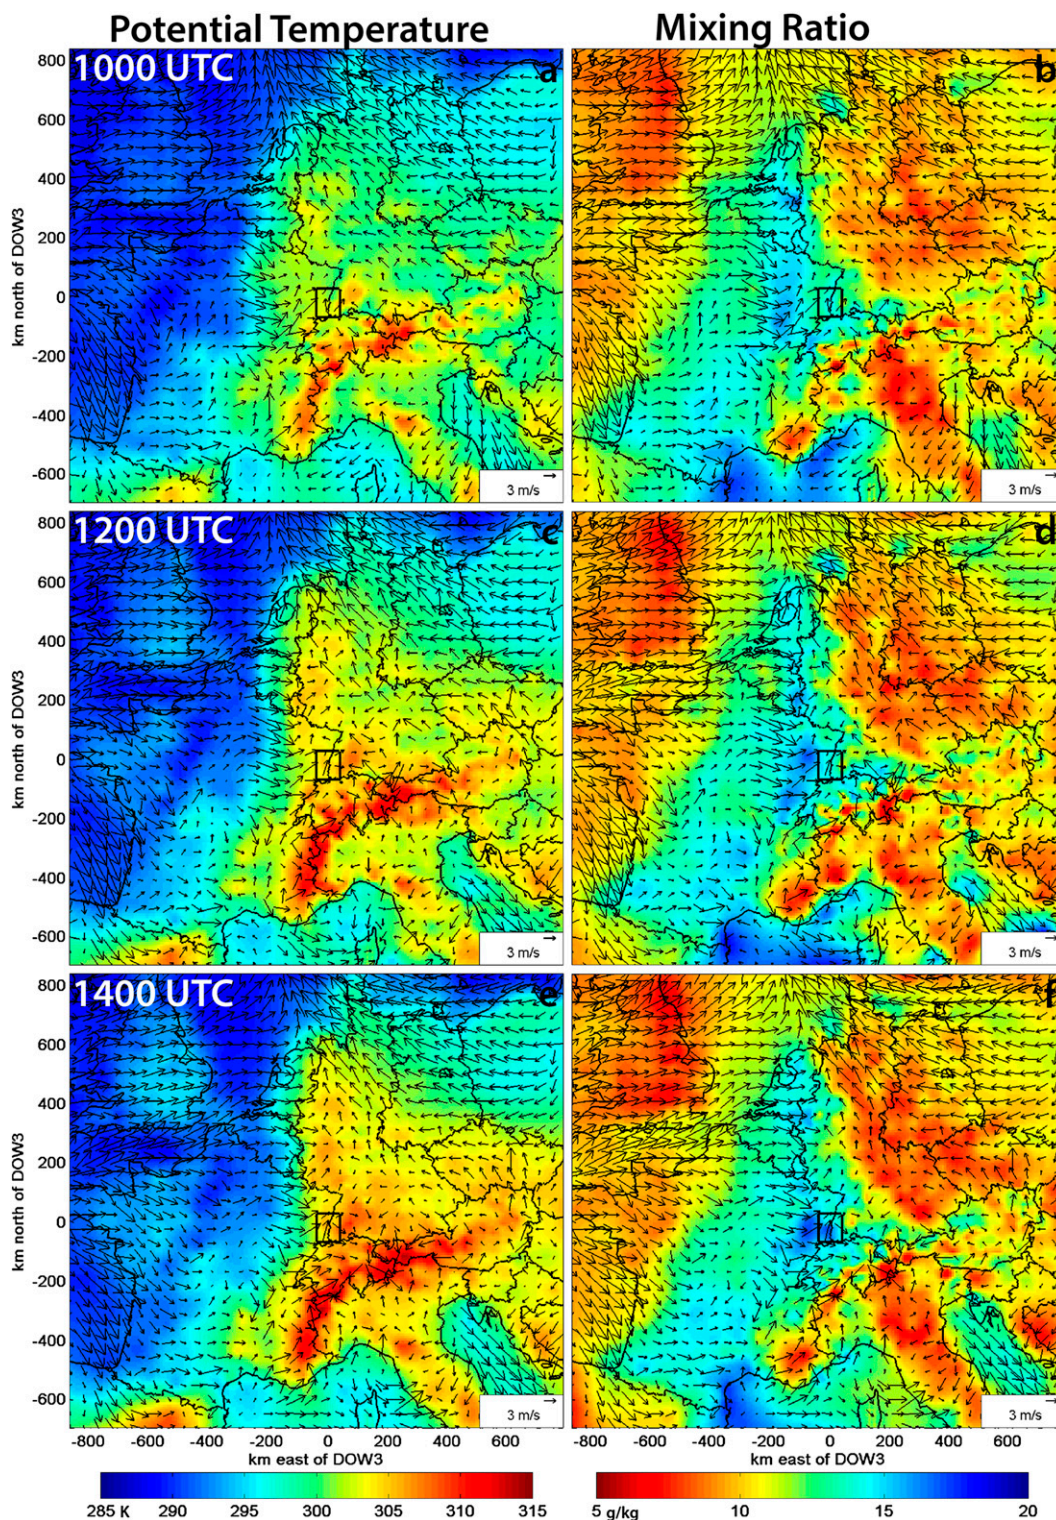 Potential Temperature
Mixing Ratio
1000 UTC
a
b
km north of DOW3
800
600
400
200
0
-200
-400
-600
3 m/s
3 m/s
1200 UTC
c
d
km north of DOW3
800
600
400
200
0
-200
-400
-600
3 m/s
3 m/s
1400 UTC
e
f
km north of DOW3
800
600
400
200
0
-200
-400
-600
3 m/s
3 m/s
-800 -600 -400 -200 0 200 400 600
-800 -600 -400 -200 0 200 400 600
km east of DOW3
km east of DOW3
285 K 290 295 300 305 310 315
5 g/kg 10 15 20